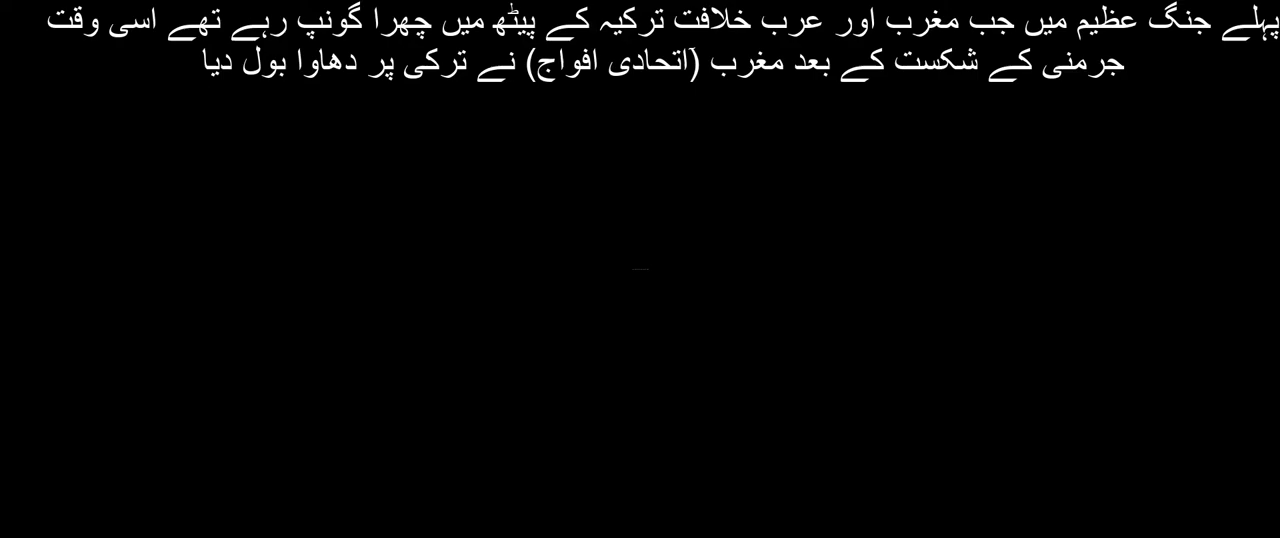 پہلے جنگ عظیم میں جب مغرب اور عرب خلافت ترکیہ کے پیٹھ میں چھرا گونپ رہے تھے اسی وقت
جرمنی کے شکست کے بعد مغرب (اتحادی افواج) نے ترکی پر دھاوا بول دیا